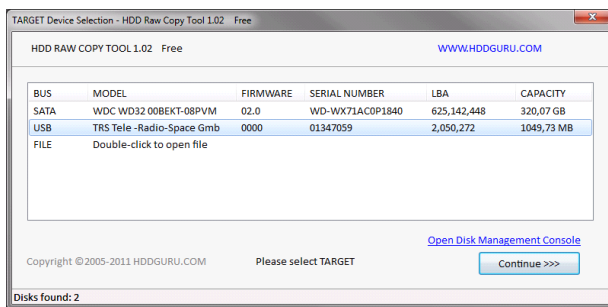 TARGET Device Selection - HDD Raw Copy Tool 1.02   Free
HDD RAW COPY TOOL 1.02   Free   WWW.HDDGURU.COM
BUS   MODEL   FIRMWARE   SERIAL NUMBER   LBA   CAPACITY
SATA   WDC WD32 00BEKT-08PVM   02.0   WD-WX71AC0P1840   625,142,448   320,07 GB
USB   TRS Tele -Radio-Space Gmb   0000   01347059   2,050,272   1049,73 MB
FILE   Double-click to open file
Open Disk Management Console
Copyright ©2005-2011 HDDGURU.COM   Please select TARGET   Continue >>>
Disks found: 2